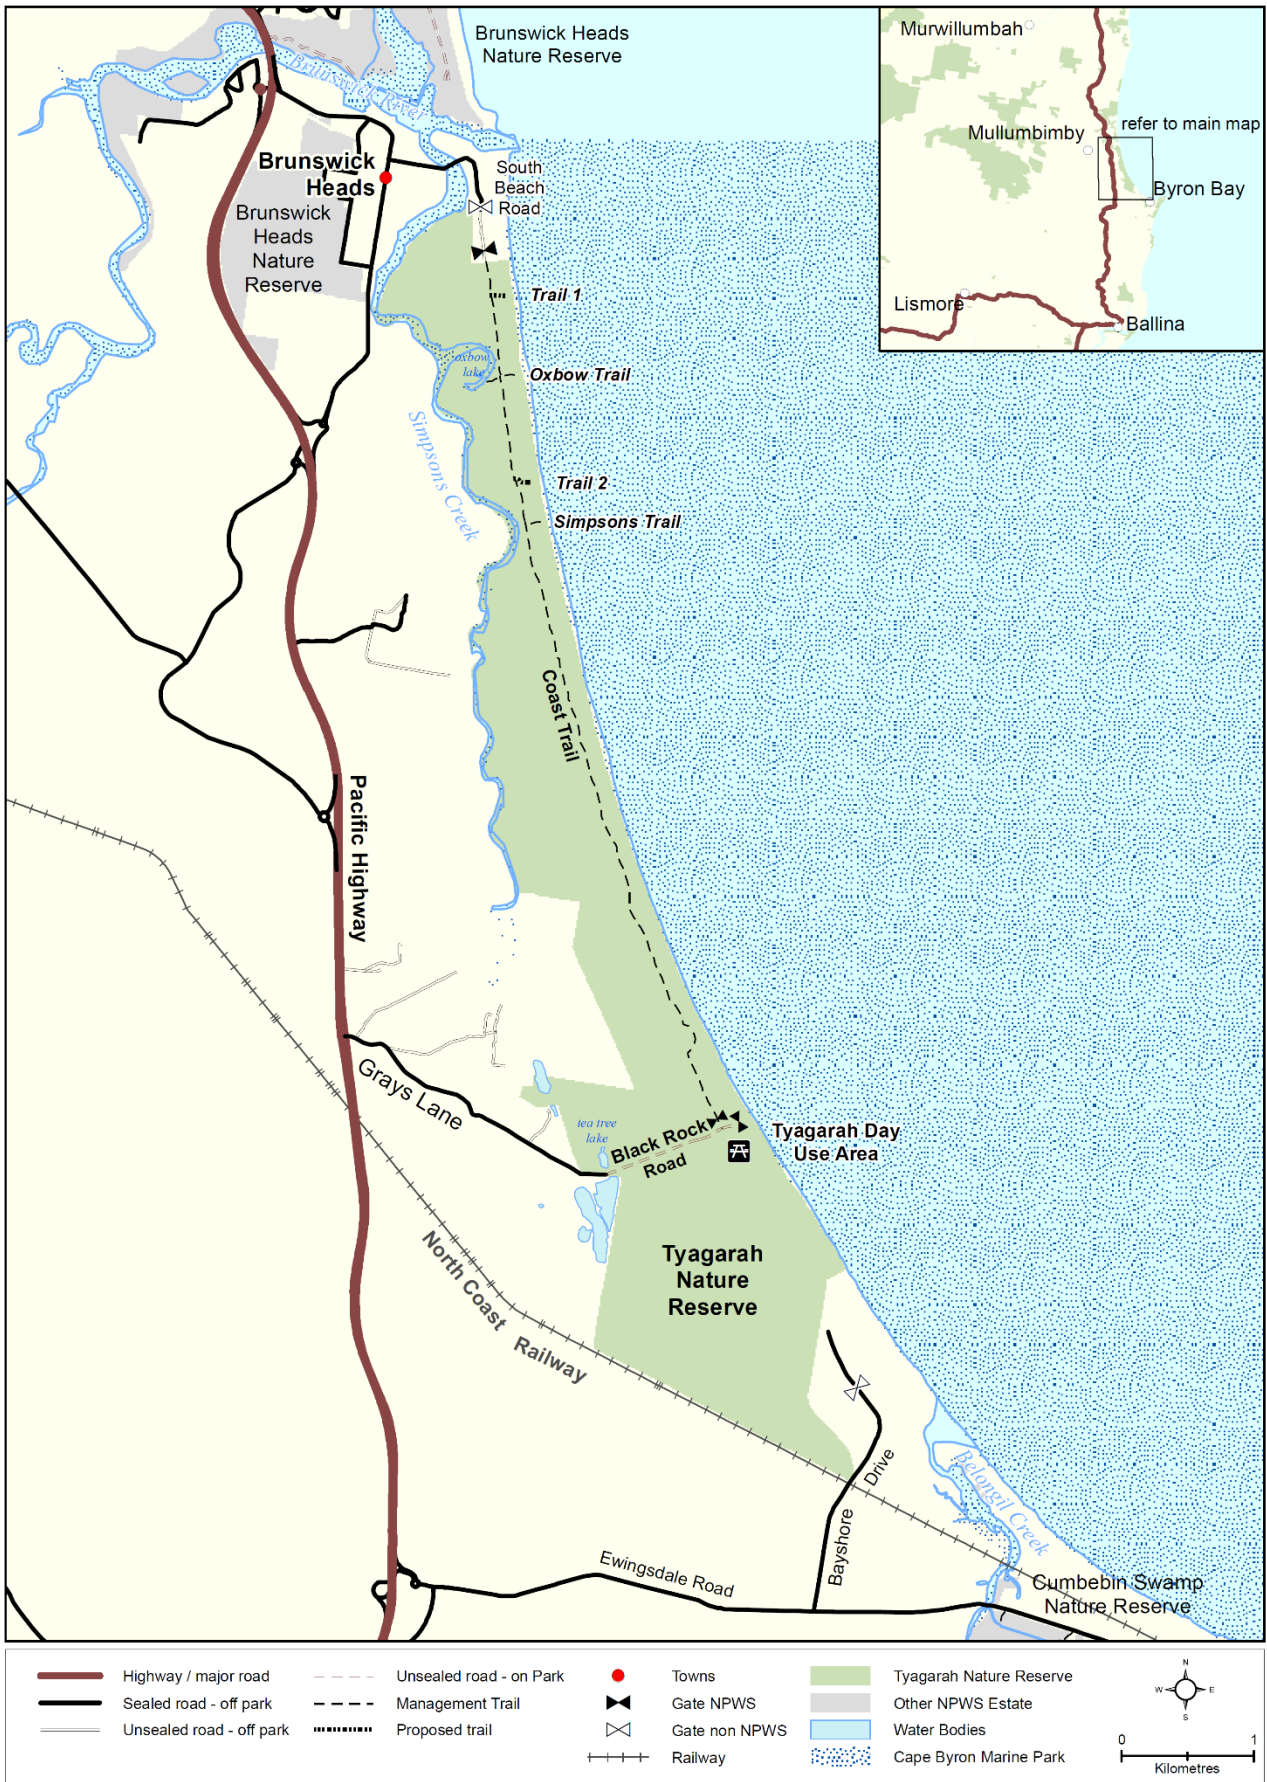 Brunswick Heads
Nature Reserve
Murwillumbah
Mullumbimby
refer to main map
Byron Bay
Lismore
Ballina
Brunswick River
Brunswick
Heads
South
Beach
Road
Brunswick
Heads
Nature
Reserve
Trail 1
oxbow
lake
Oxbow Trail
Simpsons Creek
Trail 2
Simpsons Trail
Coast Trail
Pacific Highway
Grays Lane
tea tree
lake
Black Rock
Road
Tyagarah Day
Use Area
Tyagarah
Nature
Reserve
North Coast Railway
Bayshore Drive
Belongil Creek
Ewingsdale Road
Cumbebin Swamp
Nature Reserve
Highway / major road
Sealed road - off park
Unsealed road - off park
Unsealed road - on Park
Management Trail
Proposed trail
Towns
Gate NPWS
Gate non NPWS
Railway
Tyagarah Nature Reserve
Other NPWS Estate
Water Bodies
Cape Byron Marine Park
N
W E
S
0 1
Kilometres